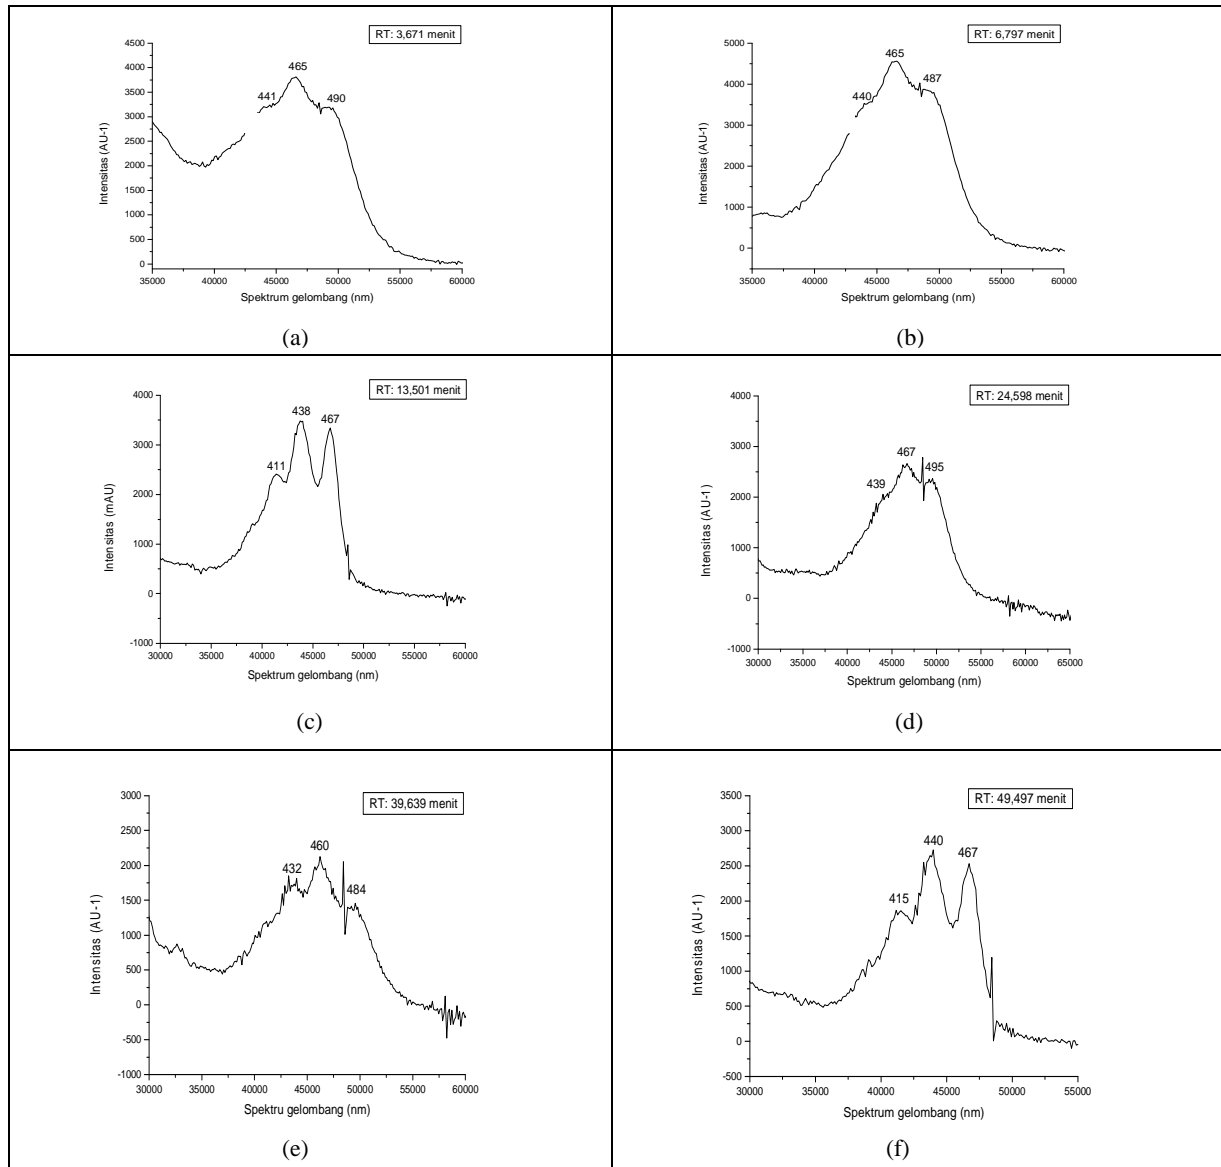 RT: 3,671 menit
441
465
490
4500
4000
3500
3000
2500
2000
1500
1000
500
0
Intensitas (AU-1)
35000 40000 45000 50000 55000 60000
Spektrum gelombang (nm)
(a)
RT: 6,797 menit
440
465
487
5000
4000
3000
2000
1000
0
Intensitas (AU-1)
35000 40000 45000 50000 55000 60000
Spektrum gelombang (nm)
(b)
RT: 13,501 menit
411
438
467
4000
3000
2000
1000
0
-1000
Intensitas (mAU)
30000 35000 40000 45000 50000 55000 60000
Spektrum gelombang (nm)
(c)
RT: 24,598 menit
439
467
495
4000
3000
2000
1000
0
-1000
Intensitas (AU-1)
30000 35000 40000 45000 50000 55000 60000 65000
Spektrum gelombang (nm)
(d)
RT: 39,639 menit
432
460
484
3000
2500
2000
1500
1000
500
0
-500
-1000
Intensitas (AU-1)
30000 35000 40000 45000 50000 55000 60000
Spektru gelombang (nm)
(e)
RT: 49,497 menit
415
440
467
3500
3000
2500
2000
1500
1000
500
0
-500
Intensitas (AU-1)
30000 35000 40000 45000 50000 55000
Spektrum gelombang (nm)
(f)